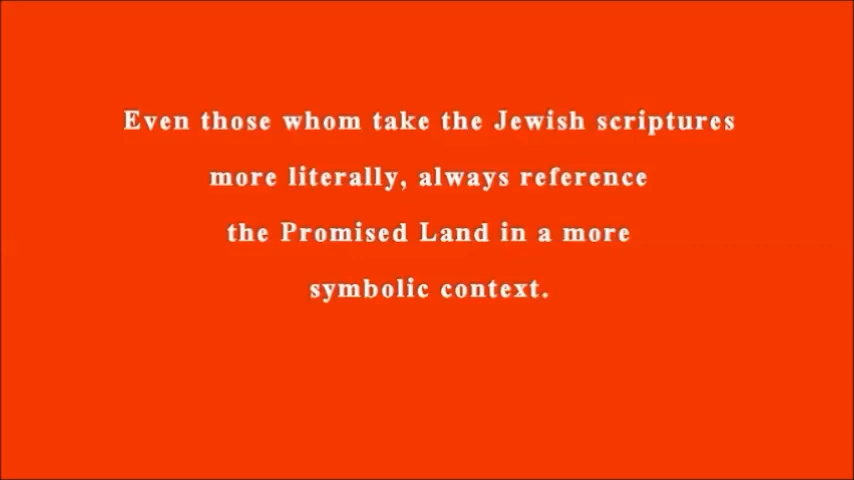 Even those whom take the Jewish scriptures
more literally, always reference
the Promised Land in a more
symbolic context.